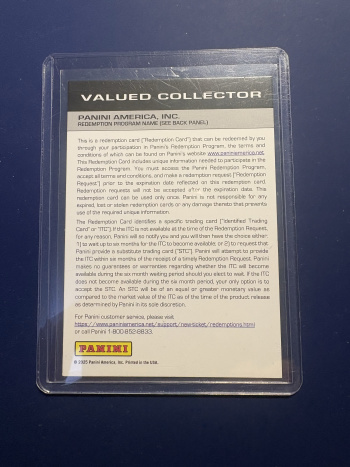 VALUED COLLECTOR
PANINI AMERICA, INC.
REDEMPTION PROGRAM NAME (SEE BACK PANEL)
This is a redemption card ("Redemption Card") that can be redeemed by you
through your participation in Panini's Redemption Program, the terms and
conditions of which can be found on Panini's website www.paniniamerica.net.
This Redemption Card includes unique information needed to participate in the
Redemption Program. You must access the Panini Redemption Program,
accept all terms and conditions, and make a redemption request ("Redemption
Request") prior to the expiration date reflected on this redemption card.
Redemption requests will not be accepted after the expiration date. This
redemption card can be used only once. Panini is not responsible for any
expired, lost or stolen redemption cards or any damage thereto that prevents
use of the required unique information.
The Redemption Card identifies a specific trading card ("Identified Trading
Card" or "ITC"). If the ITC is not available at the time of the Redemption Request,
for any reason, Panini will so notify you and you will then have the choice either:
1) to wait up to six months for the ITC to become available, or 2) to request that
Panini provide a substitute trading card ("STC"). Panini will attempt to provide
the ITC within six months of the receipt of a timely Redemption Request. Panini
makes no guarantees or warranties regarding whether the ITC will become
available during the six month waiting period should you elect to wait. If the ITC
does not become available during the six month period, your only option is to
accept the STC. An STC will be of an equal or greater monetary value as
compared to the market value of the ITC as of the time of the product release
as determined by Panini in its sole discretion.
For Panini customer service, please visit:
https://www.paniniamerica.net/support/new-ticket/redemptions.html
or call Panini 1-800-852-8833.
PANINI
© 2025 Panini America, Inc. Printed in the USA.